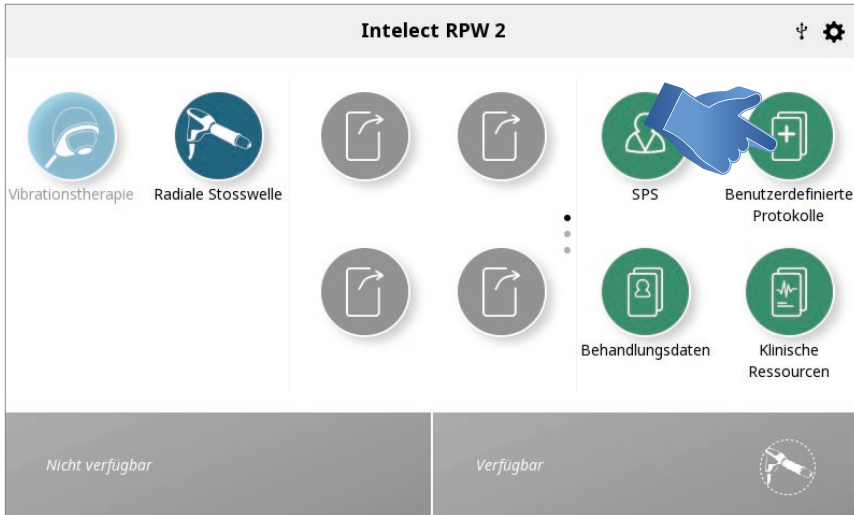 Intelect RPW 2
Vibrationstherapie
Radiale Stosswelle
SPS
Benutzerdefinierte
Protokolle
Behandlungsdaten
Klinische
Ressourcen
Nicht verfügbar
Verfügbar